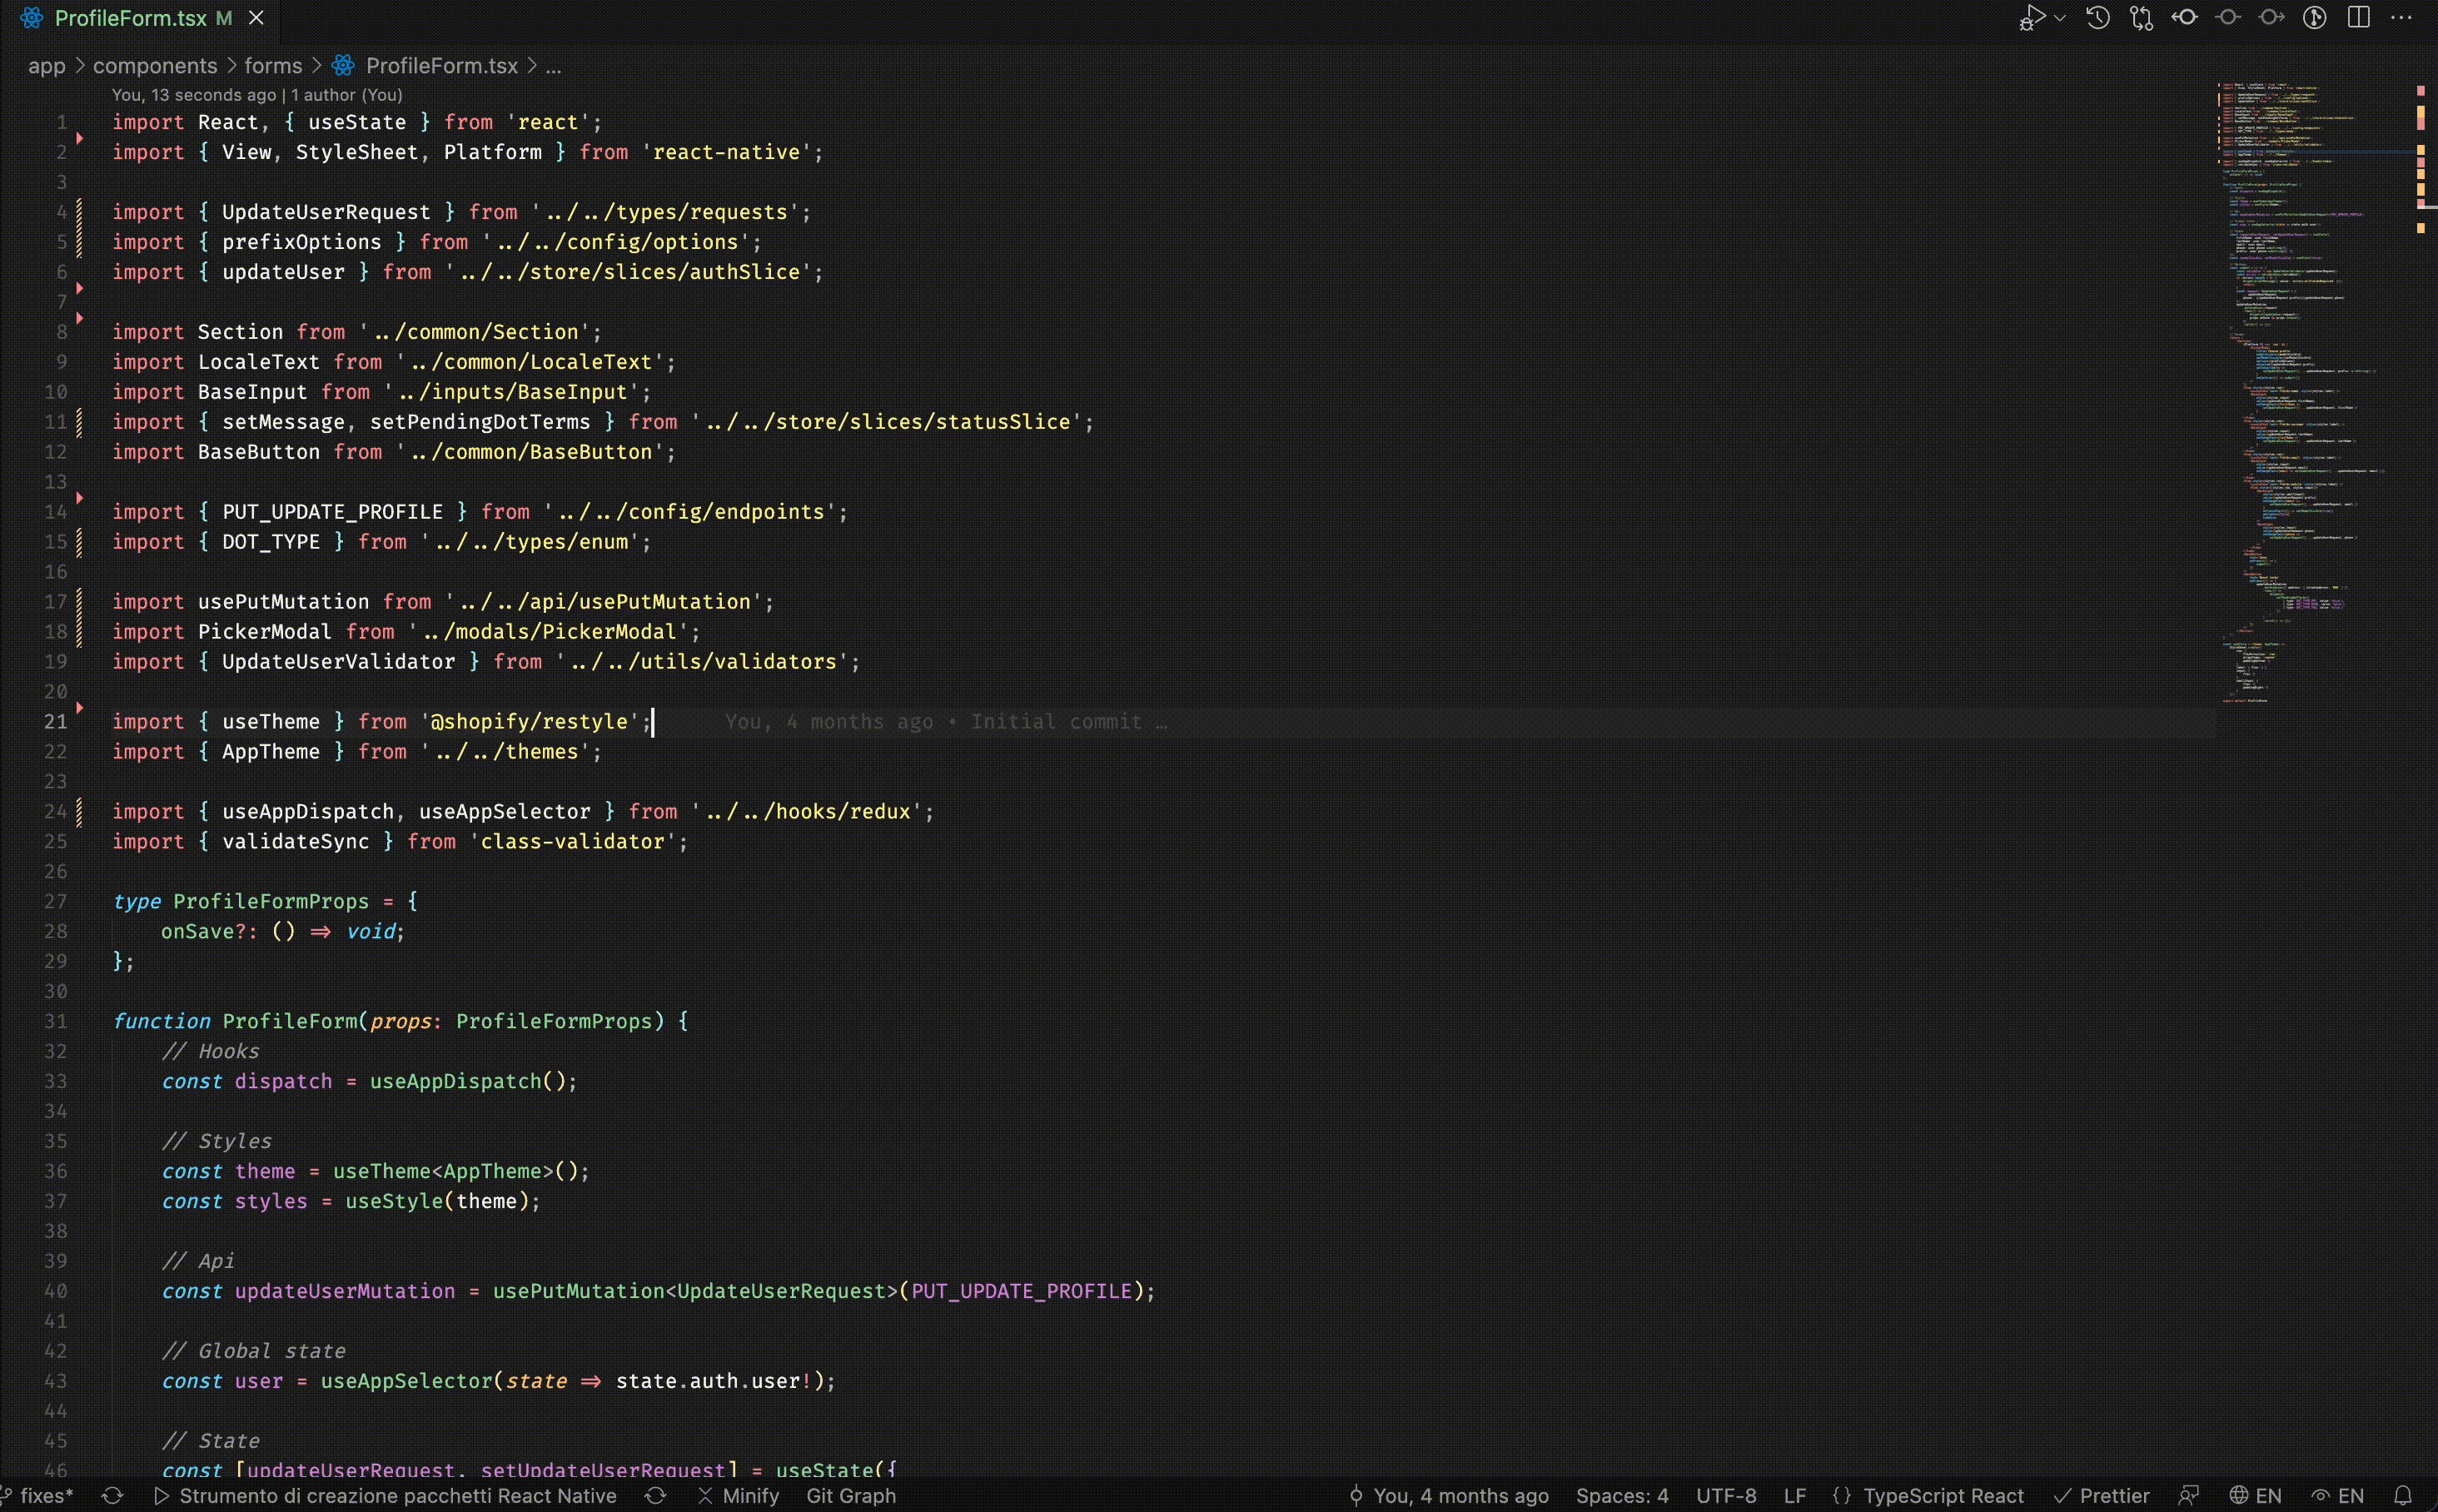 ProfileForm.tsx M
app > components > forms > ProfileForm.tsx > ...
You, 13 seconds ago | 1 author (You)
1 import React, { useState } from 'react';
2 import { View, StyleSheet, Platform } from 'react-native';
3
4 import { UpdateUserRequest } from '../../types/requests';
5 import { prefixOptions } from '../../config/options';
6 import { updateUser } from '../../store/slices/authSlice';
7
8 import Section from '../common/Section';
9 import LocaleText from '../common/LocaleText';
10 import BaseInput from '../inputs/BaseInput';
11 import { setMessage, setPendingDotTerms } from '../../store/slices/statusSlice';
12 import BaseButton from '../common/BaseButton';
13
14 import { PUT_UPDATE_PROFILE } from '../../config/endpoints';
15 import { DOT_TYPE } from '../../types/enum';
16
17 import usePutMutation from '../../api/usePutMutation';
18 import PickerModal from '../modals/PickerModal';
19 import { UpdateUserValidator } from '../../utils/validators';
20
21 import { useTheme } from '@shopify/restyle'; You, 4 months ago • Initial commit …
22 import { AppTheme } from '../../themes';
23
24 import { useAppDispatch, useAppSelector } from '../../hooks/redux';
25 import { validateSync } from 'class-validator';
26
27 type ProfileFormProps = {
28 onSave?: () => void;
29 };
30
31 function ProfileForm(props: ProfileFormProps) {
32 // Hooks
33 const dispatch = useAppDispatch();
34
35 // Styles
36 const theme = useTheme<AppTheme>();
37 const styles = useStyle(theme);
38
39 // Api
40 const updateUserMutation = usePutMutation<UpdateUserRequest>(PUT_UPDATE_PROFILE);
41
42 // Global state
43 const user = useAppSelector(state => state.auth.user!);
44
45 // State
46 const [updateUserRequest, setUpdateUserRequest] = useState({
fixes* Strumento di creazione pacchetti React Native Minify Git Graph You, 4 months ago Spaces: 4 UTF-8 LF {} TypeScript React Prettier EN EN